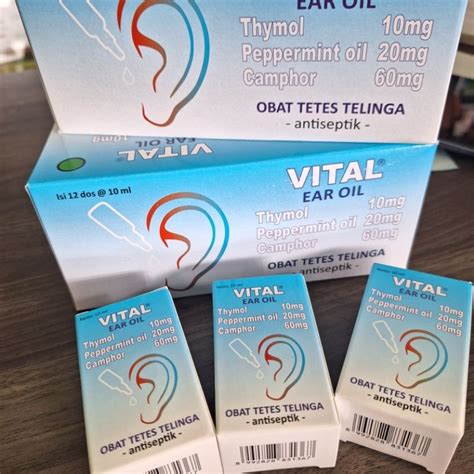 EAR OIL
Thymol 10mg
Peppermint oil 20mg
Camphor 60mg
OBAT TETES TELINGA
- antiseptik -
10mg
VITAL®
EAR OIL
Isi 12 dos @ 10 ml
Thymol 10mg
Peppermint oil 20mg
Camphor 60mg
OBAT TETES TELINGA
- antiseptik -
VITAL®
EAR OIL
Thymol 10mg
Peppermint oil 20mg
Camphor 60mg
OBAT TETES TELINGA
- antiseptik -
VITAL®
EAR OIL
Thymol 10mg
Peppermint oil 20mg
Camphor 60mg
OBAT TETES TELINGA
- antiseptik -
VITAL®
EAR OIL
Thymol 10mg
Peppermint oil 20mg
Camphor 60mg
OBAT TETES TELINGA
- antiseptik -